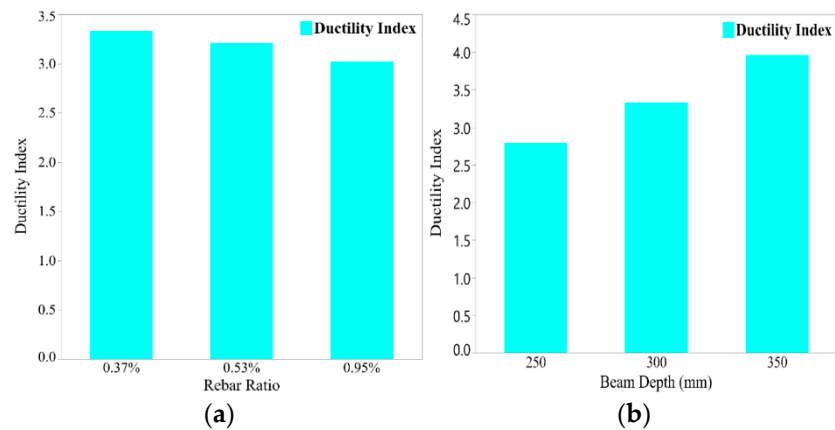 3.5
3.0
2.5
2.0
1.5
1.0
0.5
0.0
Ductility Index
Ductility Index
0.37% 0.53% 0.95%
Rebar Ratio
(a)
4.5
4.0
3.5
3.0
2.5
2.0
1.5
1.0
0.5
0.0
Ductility Index
Ductility Index
250 300 350
Beam Depth (mm)
(b)